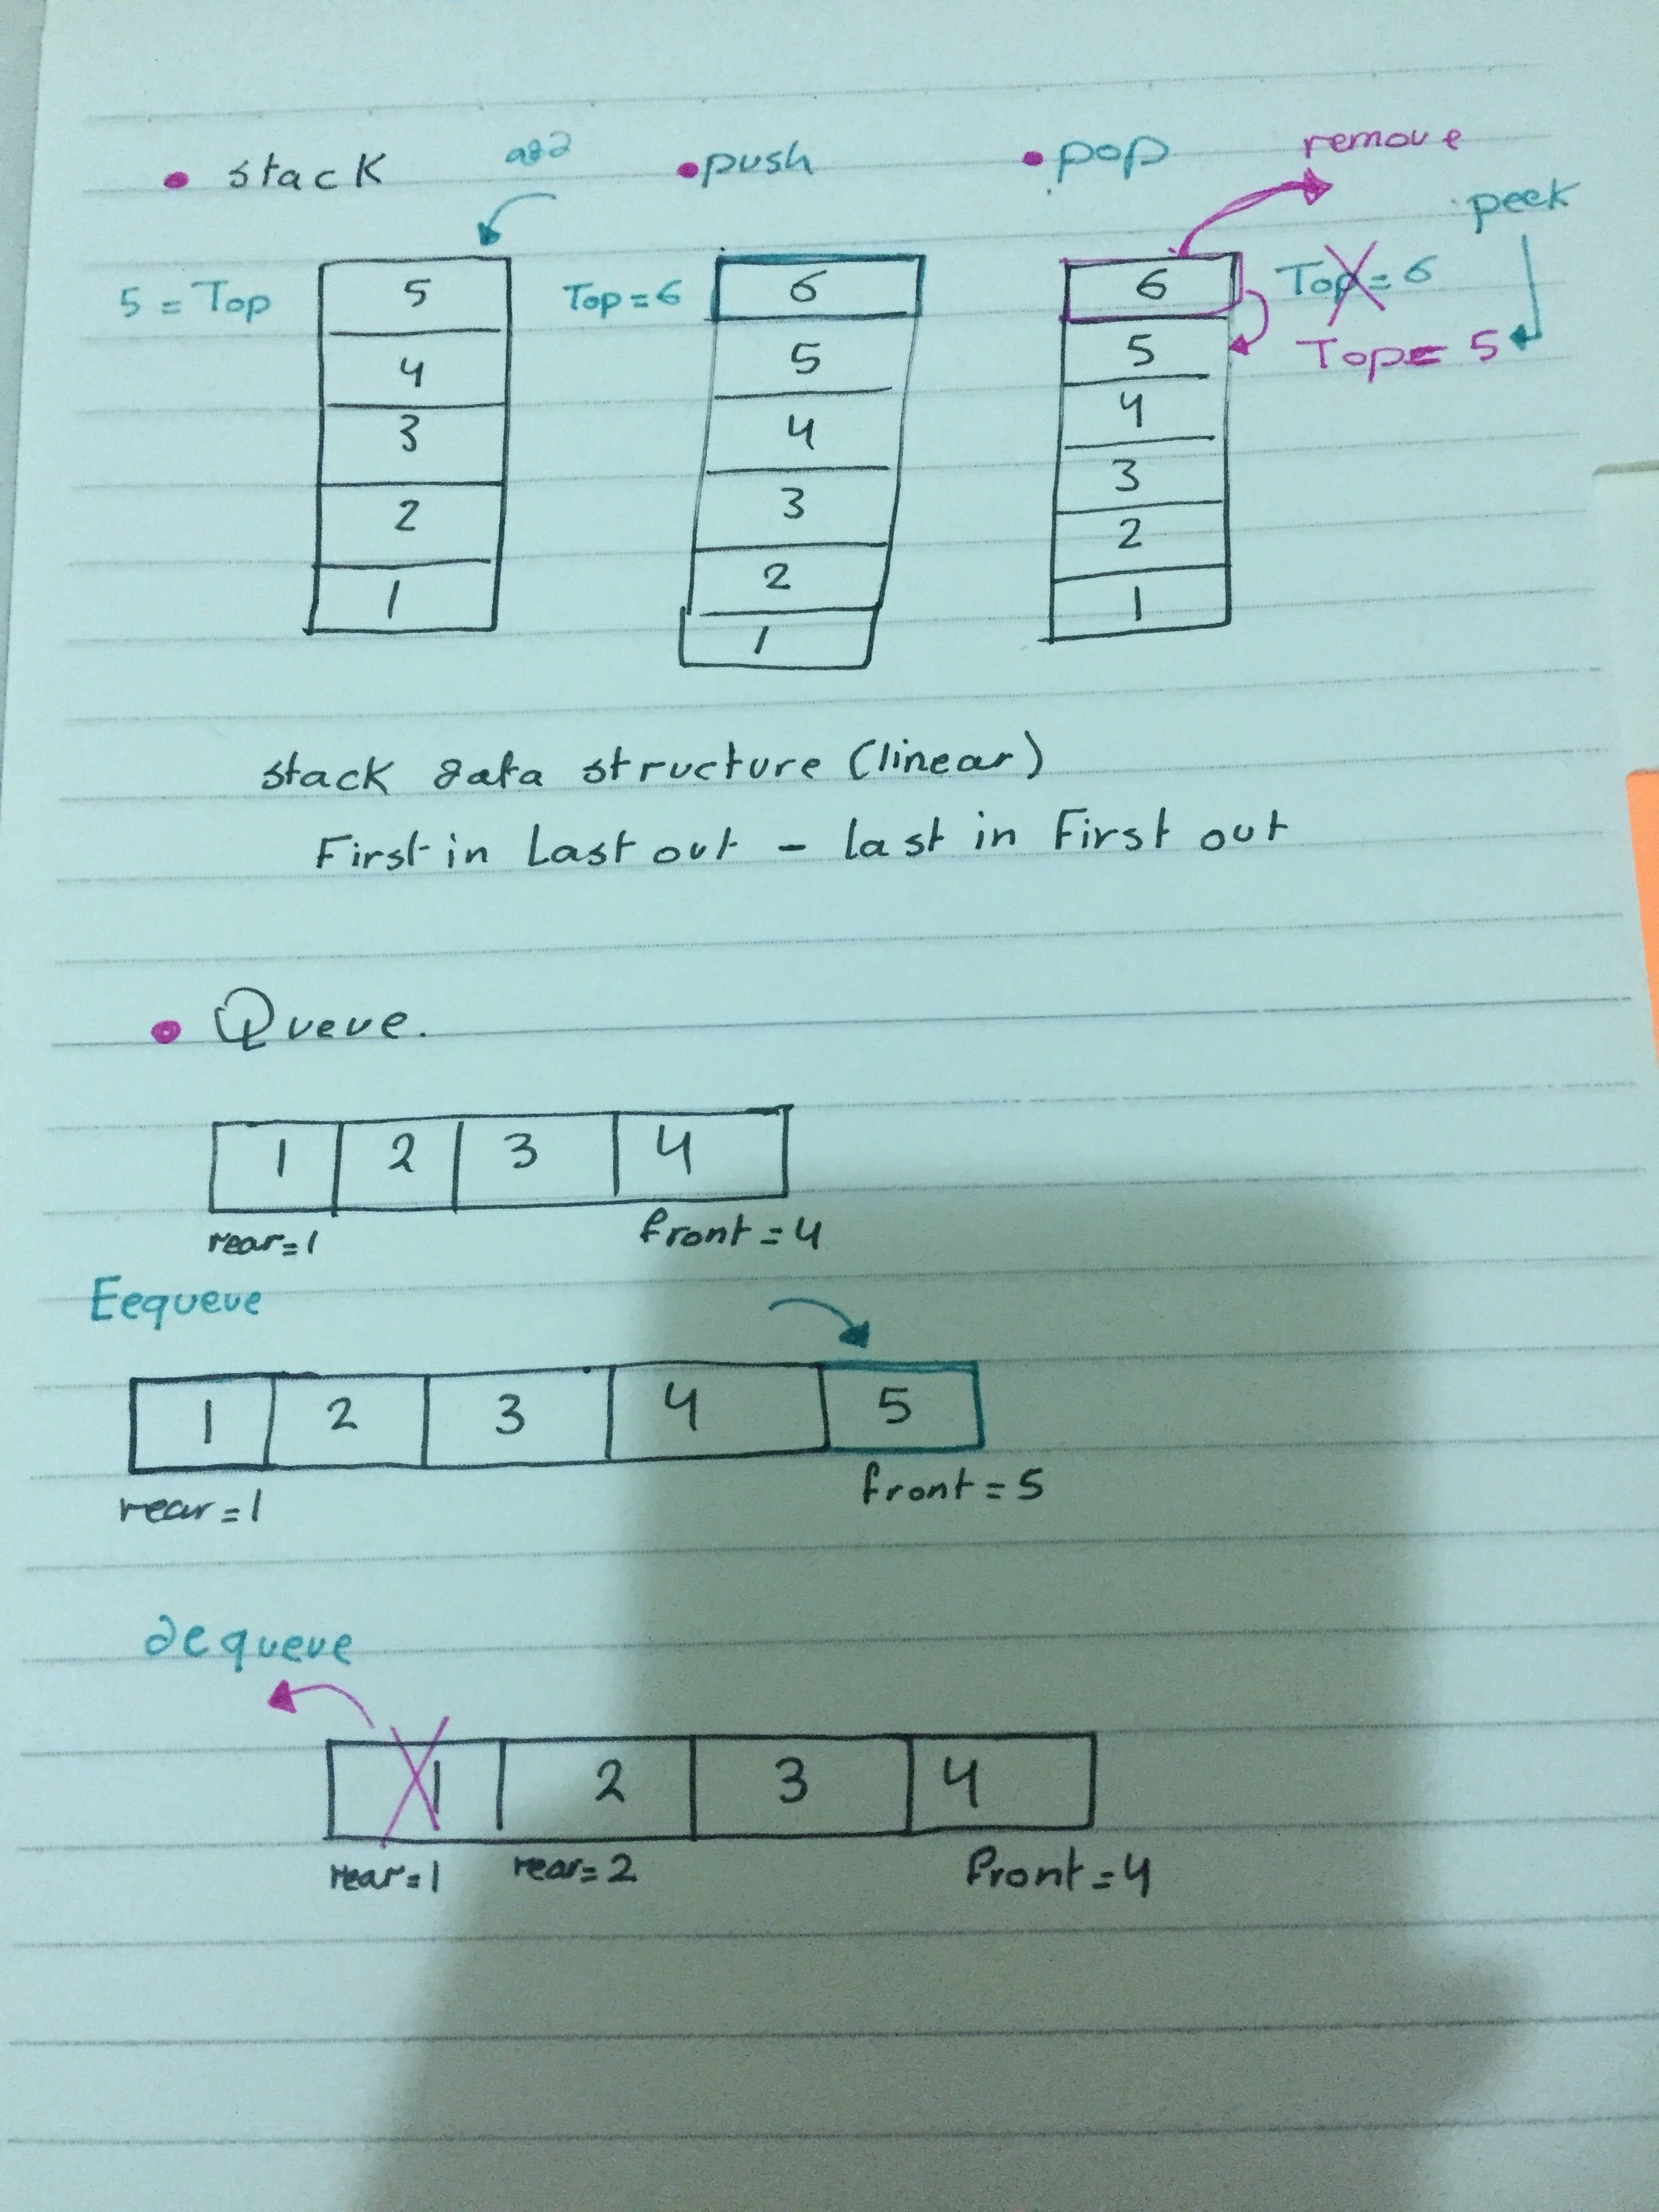 • stack
add
• push
• pop
remove
peek
5 = Top
5
4
3
2
1
Top = 6
6
5
4
3
2
1
6
5
4
3
2
1
Top = 6
Top = 5
stack data structure (linear)
First in Last out - last in First out
• Queue.
1 2 3 4
rear = 1 front = 4
Eequeue
1 2 3 4 5
rear = 1 front = 5
dequeue
1 2 3 4
rear = 1 rear = 2 front = 4